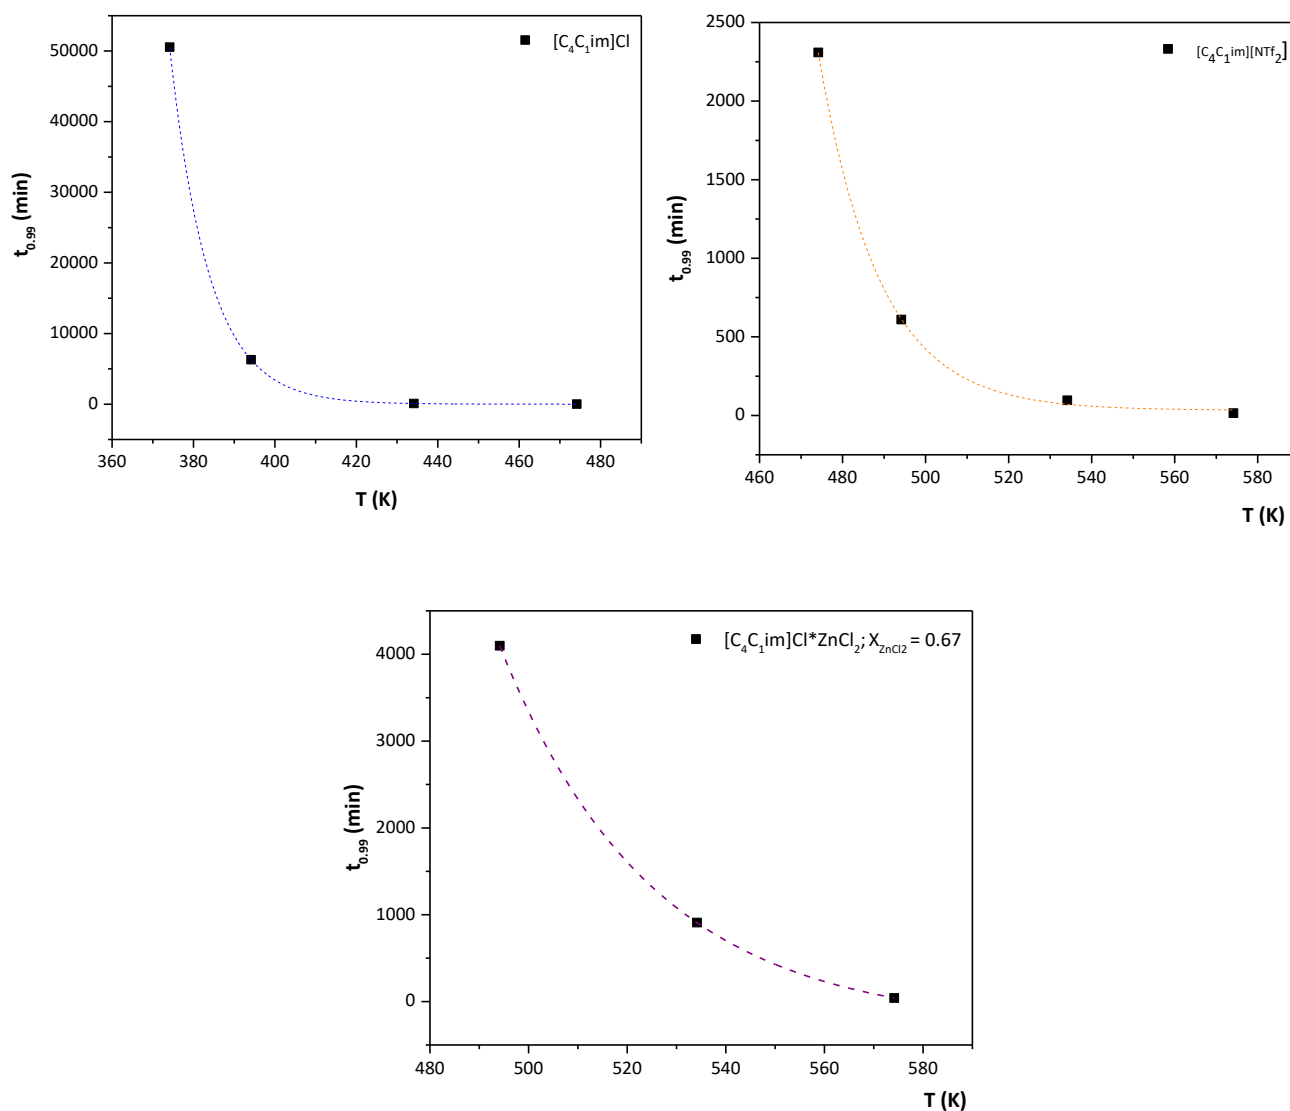 [C₄C₁im]Cl
50000
40000
30000
20000
10000
0
t₀.₉₉ (min)
360 380 400 420 440 460 480
T (K)
[C₄C₁im][NTf₂]
2500
2000
1500
1000
500
0
t₀.₉₉ (min)
460 480 500 520 540 560 580
T (K)
[C₄C₁im]Cl*ZnCl₂; X_ZnCl2 = 0.67
4000
3000
2000
1000
0
t₀.₉₉ (min)
480 500 520 540 560 580
T (K)